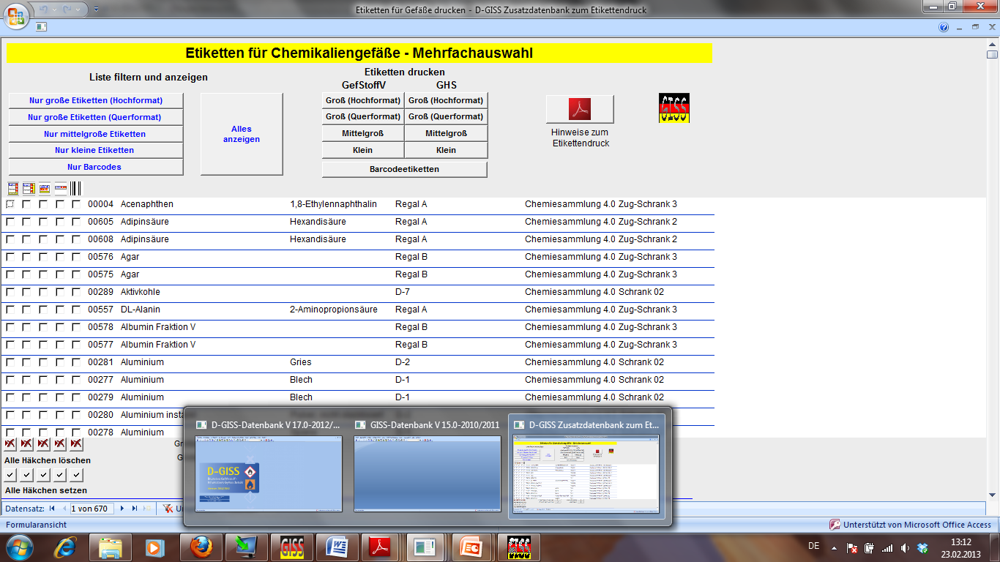 Etiketten für Gefäße drucken - D-GISS Zusatzdatenbank zum Etikettendruck
Etiketten für Chemikaliengefäße - Mehrfachauswahl
Liste filtern und anzeigen
Etiketten drucken
GefStoffV GHS
Nur große Etiketten (Hochformat)
Nur große Etiketten (Querformat)
Nur mittelgroße Etiketten
Nur kleine Etiketten
Nur Barcodes
Alles
anzeigen
Groß (Hochformat) Groß (Hochformat)
Groß (Querformat) Groß (Querformat)
Mittelgroß Mittelgroß
Klein Klein
Barcodeetiketten
Hinweise zum
Etikettendruck
GISS
00004 Acenaphthen 1,8-Ethylennaphthalin Regal A Chemiesammlung 4.0 Zug-Schrank 3
00605 Adipinsäure Hexandisäure Regal A Chemiesammlung 4.0 Zug-Schrank 2
00608 Adipinsäure Hexandisäure Regal A Chemiesammlung 4.0 Zug-Schrank 2
00576 Agar Regal B Chemiesammlung 4.0 Zug-Schrank 3
00575 Agar Regal B Chemiesammlung 4.0 Zug-Schrank 3
00289 Aktivkohle D-7 Chemiesammlung 4.0 Schrank 02
00557 DL-Alanin 2-Aminopropionsäure Regal A Chemiesammlung 4.0 Zug-Schrank 3
00578 Albumin Fraktion V Regal B Chemiesammlung 4.0 Zug-Schrank 3
00577 Albumin Fraktion V Regal B Chemiesammlung 4.0 Zug-Schrank 3
00281 Aluminium Gries D-2 Chemiesammlung 4.0 Schrank 02
00277 Aluminium Blech D-1 Chemiesammlung 4.0 Schrank 02
00279 Aluminium Blech D-1 Chemiesammlung 4.0 Schrank 02
00280 Aluminium
00278 Aluminium
Alle Häkchen löschen
Alle Häkchen setzen
D-GISS-Datenbank V 17.0-2012/...
GISS-Datenbank V 15.0-2010/2011
D-GISS Zusatzdatenbank zum Et...
D-GISS
Datensatz: 1 von 670
Formularansicht
Unterstützt von Microsoft Office Access
GISS
GISS
DE
13:12
23.02.2013